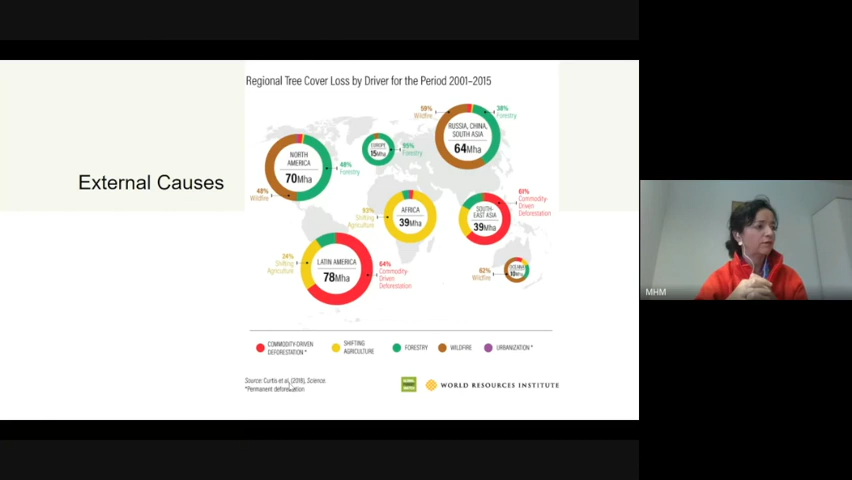 Regional Tree Cover Loss by Driver for the Period 2001–2015
External Causes
59%
Wildfire
38%
Forestry
RUSSIA, CHINA,
SOUTH ASIA
64Mha
EUROPE
15Mha
95%
Forestry
NORTH
AMERICA
70Mha
48%
Forestry
48%
Wildfire
AFRICA
39Mha
Shifting
Agriculture
SOUTH
EAST ASIA
39Mha
61%
Commodity-
Driven
Deforestation
LATIN AMERICA
78Mha
24%
Shifting
Agriculture
64%
Commodity-
Driven
Deforestation
10Mha
62%
Wildfire
COMMODITY-DRIVEN
DEFORESTATION *
SHIFTING
AGRICULTURE
FORESTRY
WILDFIRE
URBANIZATION *
Source: Curtis et al. (2018), Science.
*Permanent deforestation
WORLD RESOURCES INSTITUTE
MHM